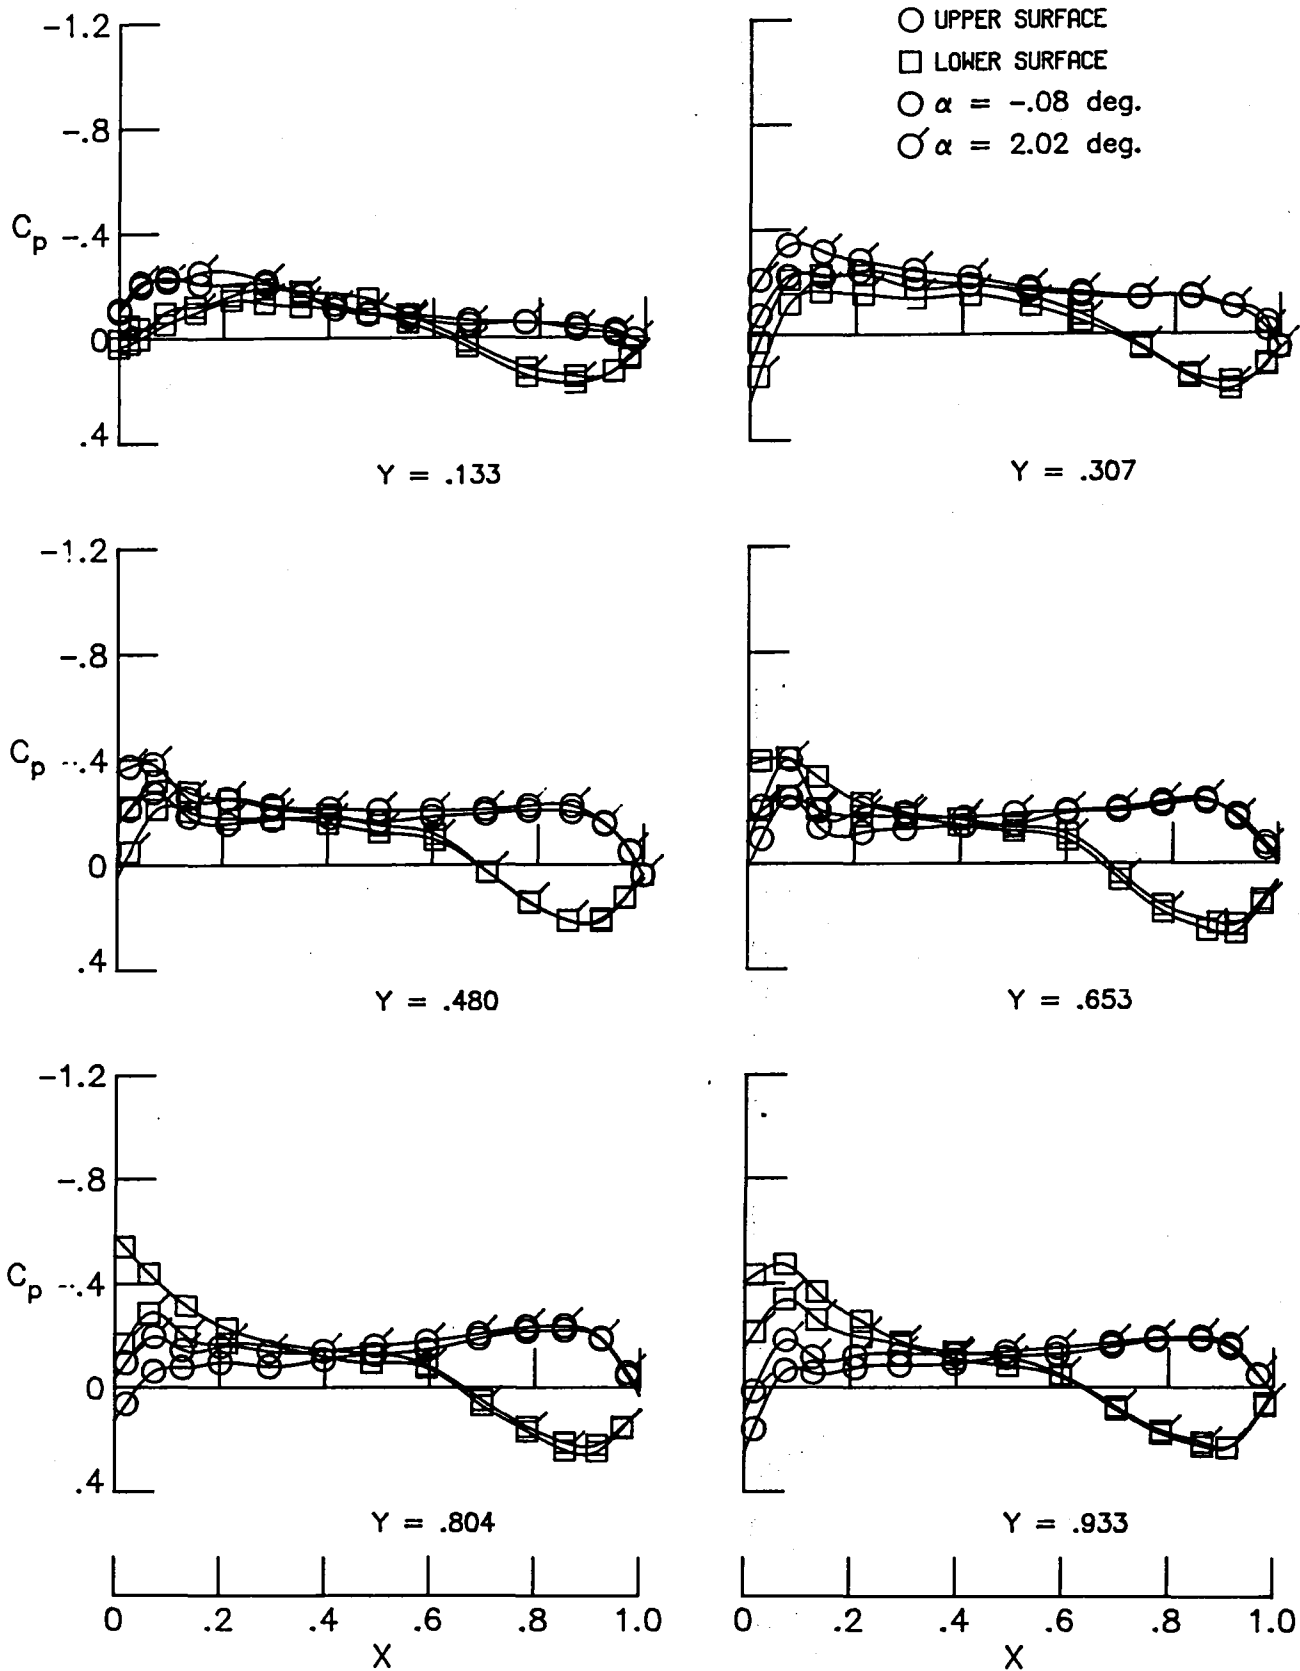 ○ UPPER SURFACE
□ LOWER SURFACE
○ α = -.08 deg.
○ α = 2.02 deg.
-1.2
-.8
Cp -.4
0
.4
Y = .133
Y = .307
-1.2
-.8
Cp -.4
0
.4
Y = .480
Y = .653
-1.2
-.8
Cp -.4
0
.4
Y = .804
Y = .933
0 .2 .4 .6 .8 1.0
X
0 .2 .4 .6 .8 1.0
X